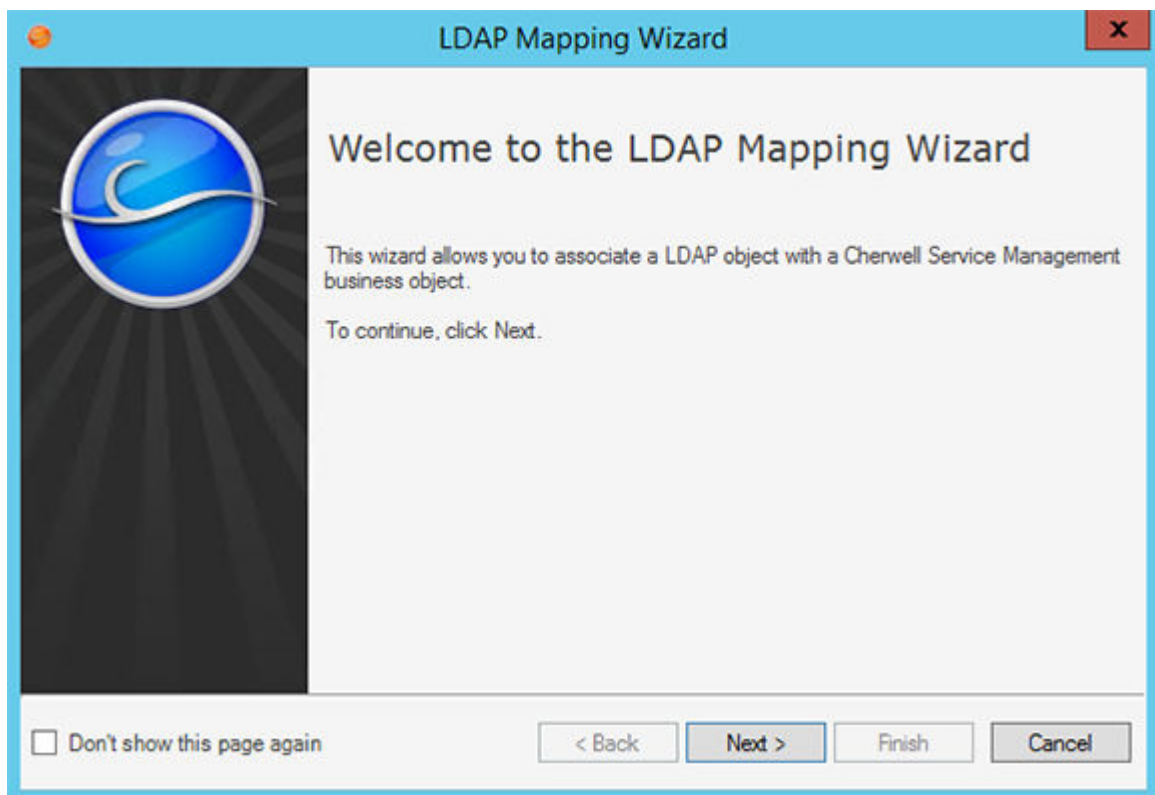 LDAP Mapping Wizard
x
Welcome to the LDAP Mapping Wizard
This wizard allows you to associate a LDAP object with a Cherwell Service Management
business object.
To continue, click Next.
Don't show this page again
< Back
Next >
Finish
Cancel